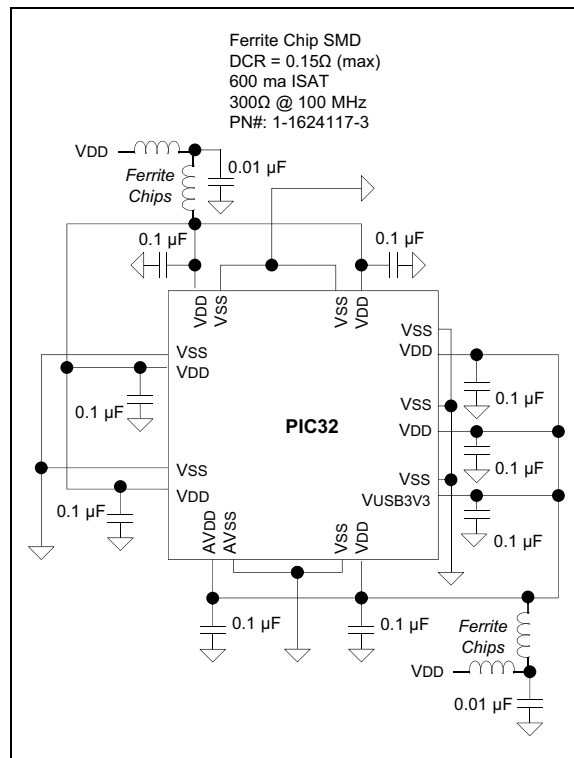 Ferrite Chip SMD
DCR = 0.15Ω (max)
600 ma ISAT
300Ω @ 100 MHz
PN#: 1-1624117-3
VDD
0.01 µF
Ferrite
Chips
0.1 µF
0.1 µF
VDD
VSS
VSS
VDD
VSS
VDD
0.1 µF
VSS
VDD
0.1 µF
PIC32
VSS
VDD
0.1 µF
VSS
VDD
0.1 µF
VSS
VUSB3V3
0.1 µF
AVDD
AVSS
VSS
VDD
0.1 µF
0.1 µF
Ferrite
Chips
VDD
0.01 µF